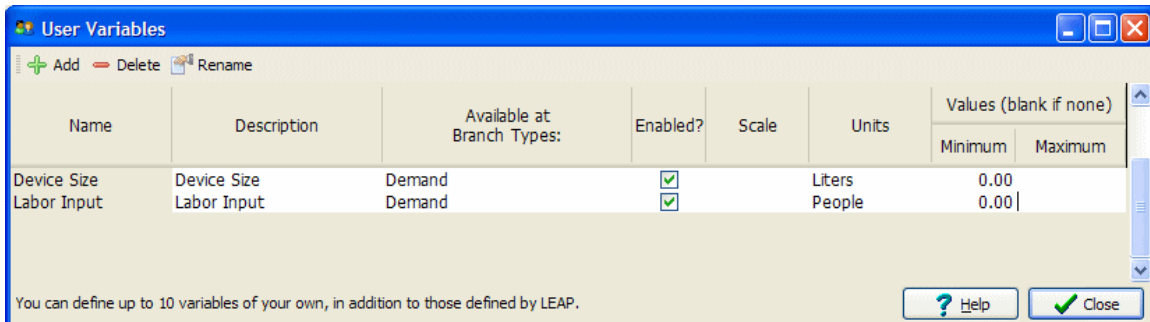 User Variables
Add Delete Rename
Name Description Available at Branch Types: Enabled? Scale Units Values (blank if none)
Minimum Maximum
Device Size Device Size Demand Liters 0.00
Labor Input Labor Input Demand People 0.00
You can define up to 10 variables of your own, in addition to those defined by LEAP. ? Help Close